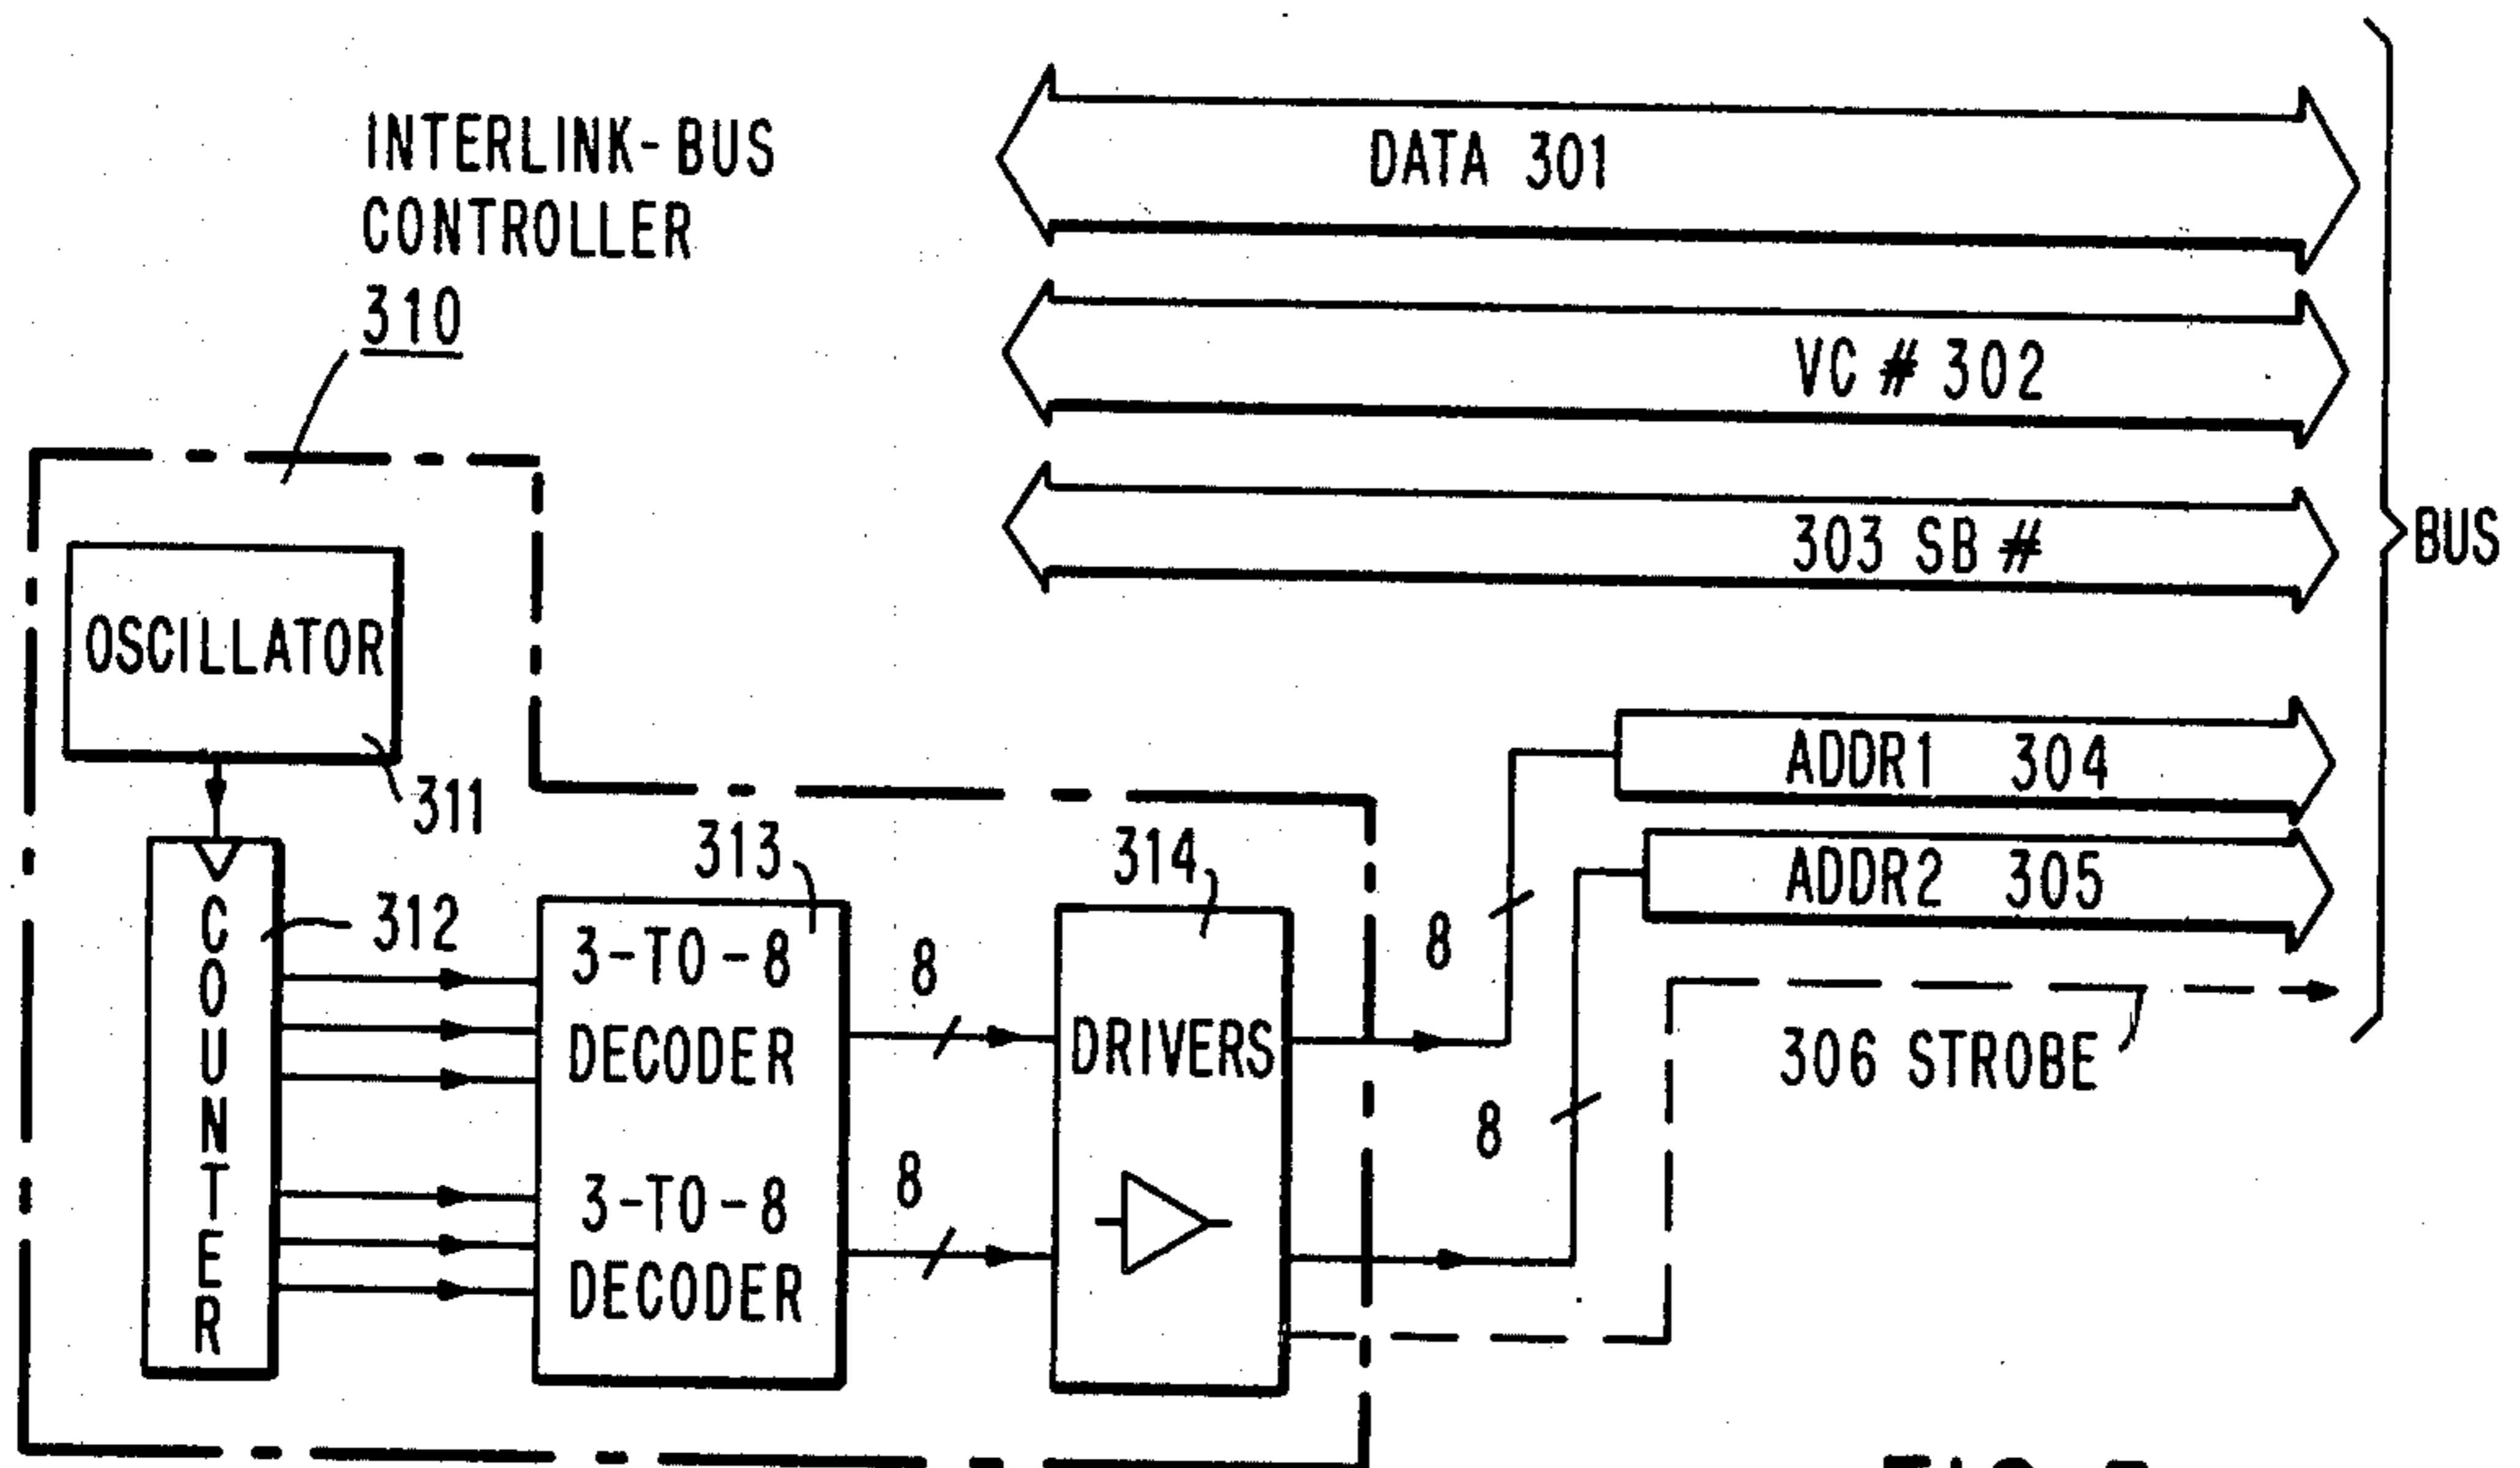 INTERLINK-BUS
CONTROLLER
310
DATA 301
VC # 302
303 SB #
BUS
OSCILLATOR
311
ADDR1 304
ADDR2 305
306 STROBE
COUNTER
312
313
3-TO-8
DECODER
3-TO-8
DECODER
8
8
314
DRIVERS
8
8